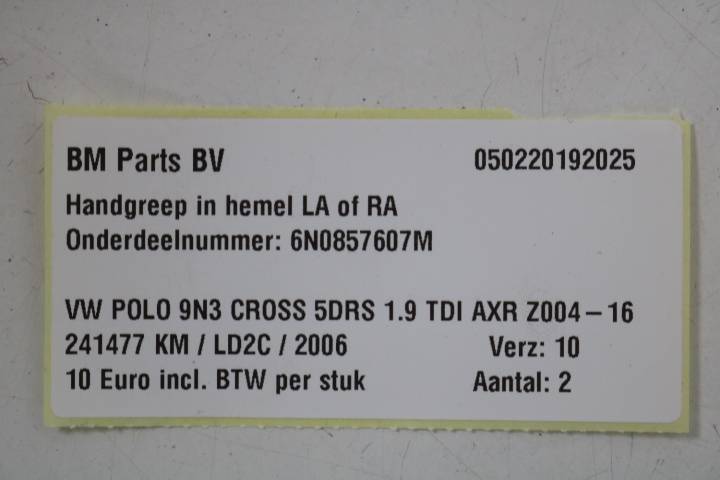 BM Parts BV 050220192025
Handgreep in hemel LA of RA
Onderdeelnummer: 6N0857607M
VW POLO 9N3 CROSS 5DRS 1.9 TDI AXR Z004-16
241477 KM / LD2C / 2006 Verz: 10
10 Euro incl. BTW per stuk Aantal: 2